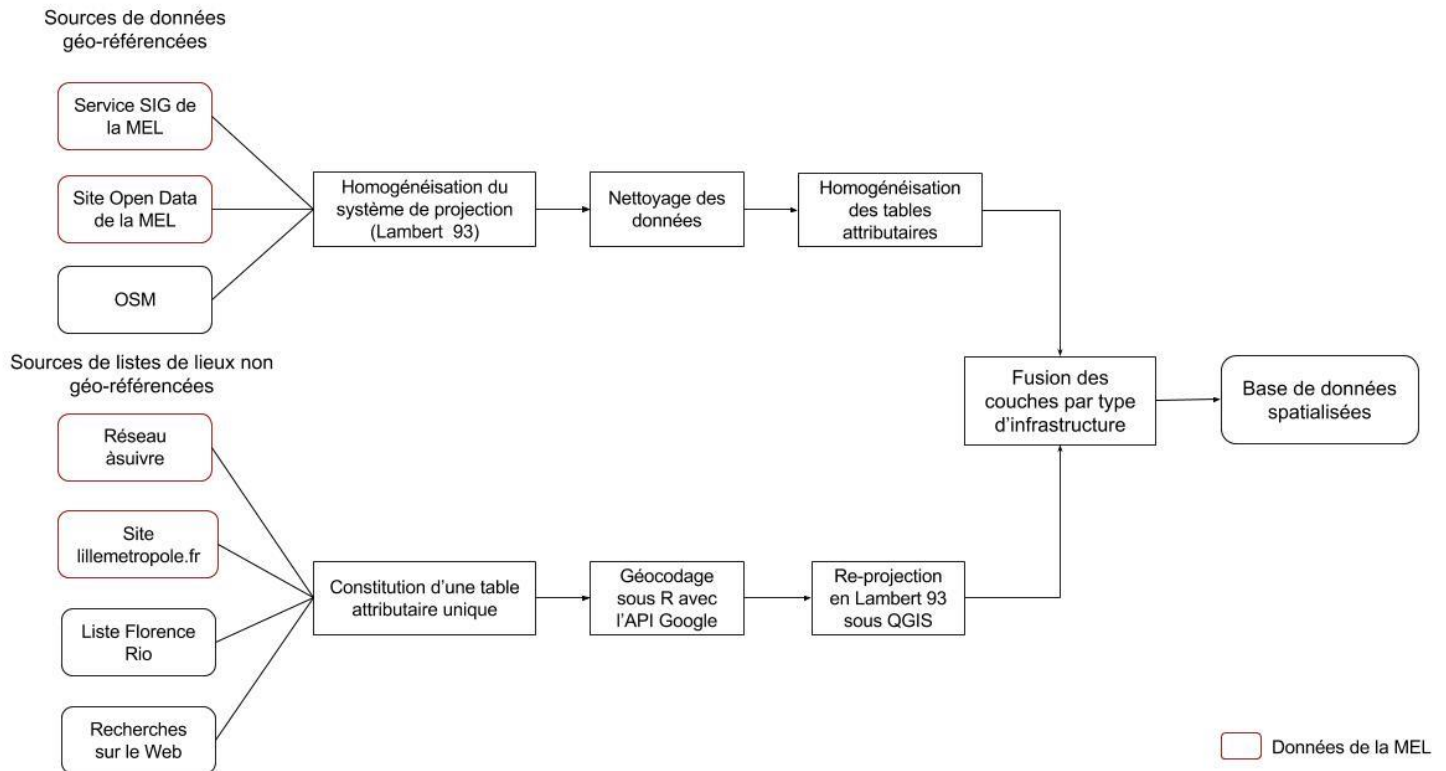 Sources de données
géo-référencées
Service SIG de
la MEL
Site Open Data
de la MEL
OSM
Homogénéisation du
système de projection
(Lambert 93)
Nettoyage des
données
Homogénéisation
des tables
attributaires
Sources de listes de lieux non
géo-référencées
Réseau
àsuivre
Site
lillemetropole.fr
Liste Florence
Rio
Recherches
sur le Web
Constitution d'une table
attributaire unique
Géocodage
sous R avec
l'API Google
Re-projection
en Lambert 93
sous QGIS
Fusion des
couches par type
d'infrastructure
Base de données
spatialisées
Données de la MEL